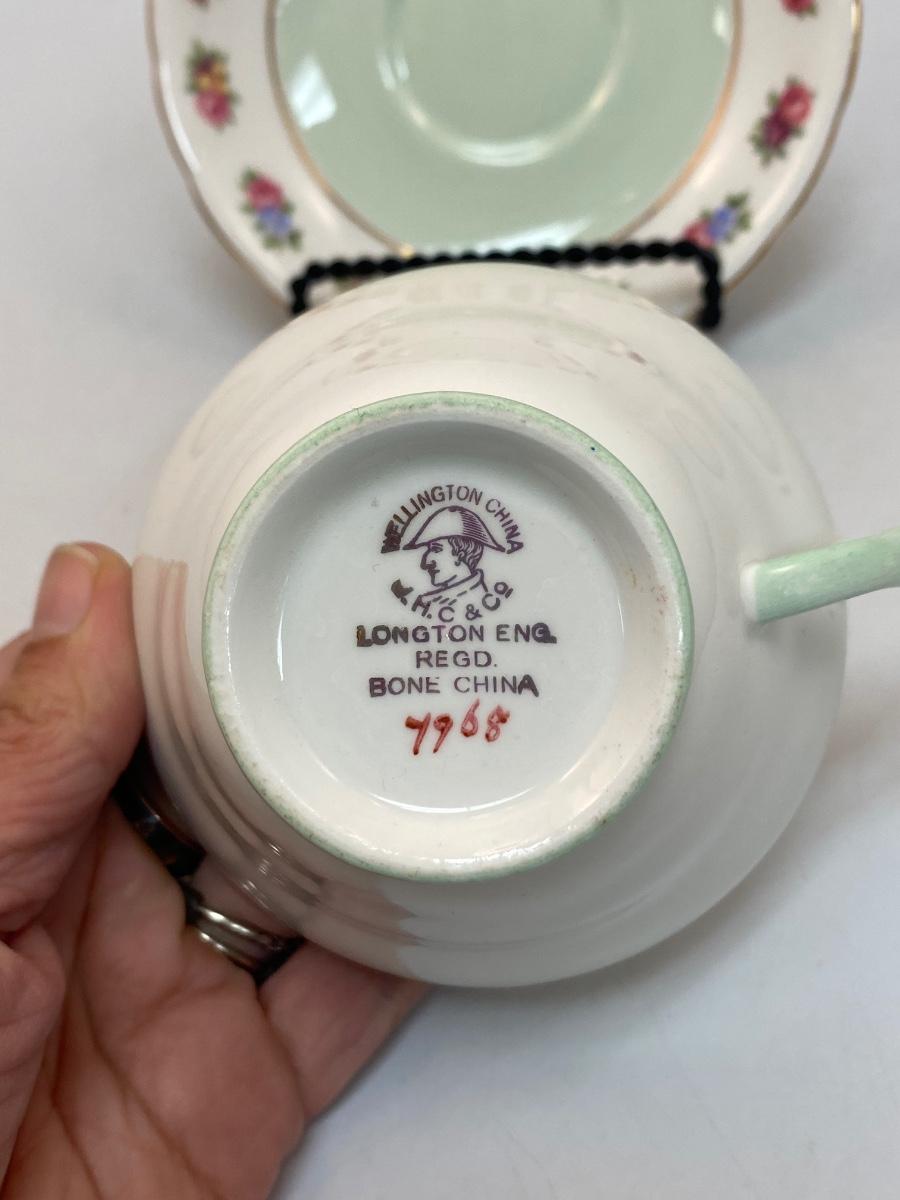 WELLINGTON CHINA
J.H.C & Co.
LONGTON ENG.
REGD.
BONE CHINA
7968